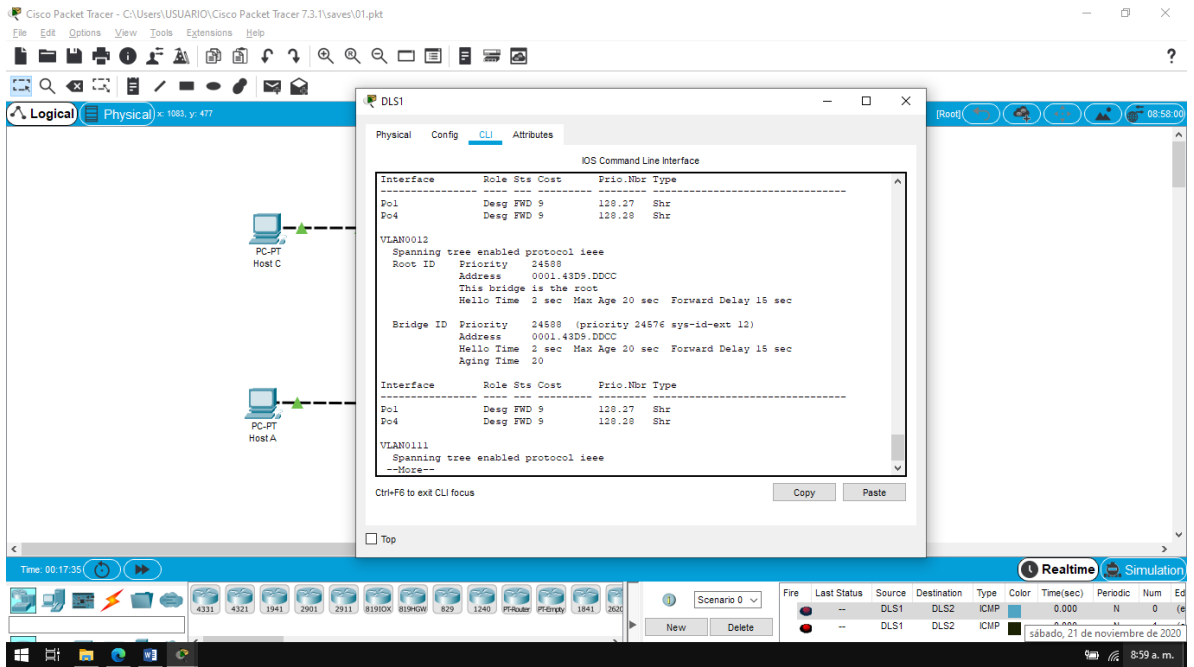 Cisco Packet Tracer - C:\Users\USUARIO\Cisco Packet Tracer 7.3.1\saves\01.pkt
File Edit Options View Tools Extensions Help
?
Logical Physical x: 1083, y: 477
[Root] 08:58:00
DLS1
Physical Config CLI Attributes
IOS Command Line Interface
Interface Role Sts Cost Prio.Nbr Type
---------------- ---- --- --------- -------- --------------------------------
Po1 Desg FWD 9 128.27 Shr
Po4 Desg FWD 9 128.28 Shr
VLAN0012
Spanning tree enabled protocol ieee
Root ID Priority 24588
Address 0001.43D9.DDCC
This bridge is the root
Hello Time 2 sec Max Age 20 sec Forward Delay 15 sec
Bridge ID Priority 24588 (priority 24576 sys-id-ext 12)
Address 0001.43D9.DDCC
Hello Time 2 sec Max Age 20 sec Forward Delay 15 sec
Aging Time 20
Interface Role Sts Cost Prio.Nbr Type
---------------- ---- --- --------- -------- --------------------------------
Po1 Desg FWD 9 128.27 Shr
Po4 Desg FWD 9 128.28 Shr
VLAN0111
Spanning tree enabled protocol ieee
--More--
Ctrl+F6 to exit CLI focus
Copy Paste
Top
PC-PT
Host C
PC-PT
Host A
Time: 00:17:35
Realtime Simulation
4331 4321 1941 2901 2911 819IOX 819HGW 829 1240 PT-Router PT-Empty 1841 2620
Scenario 0
New Delete
Fire Last Status Source Destination Type Color Time(sec) Periodic Num Ed
-- DLS1 DLS2 ICMP 0.000 N 0 (e
-- DLS1 DLS2 ICMP
sábado, 21 de noviembre de 2020
8:59 a. m.